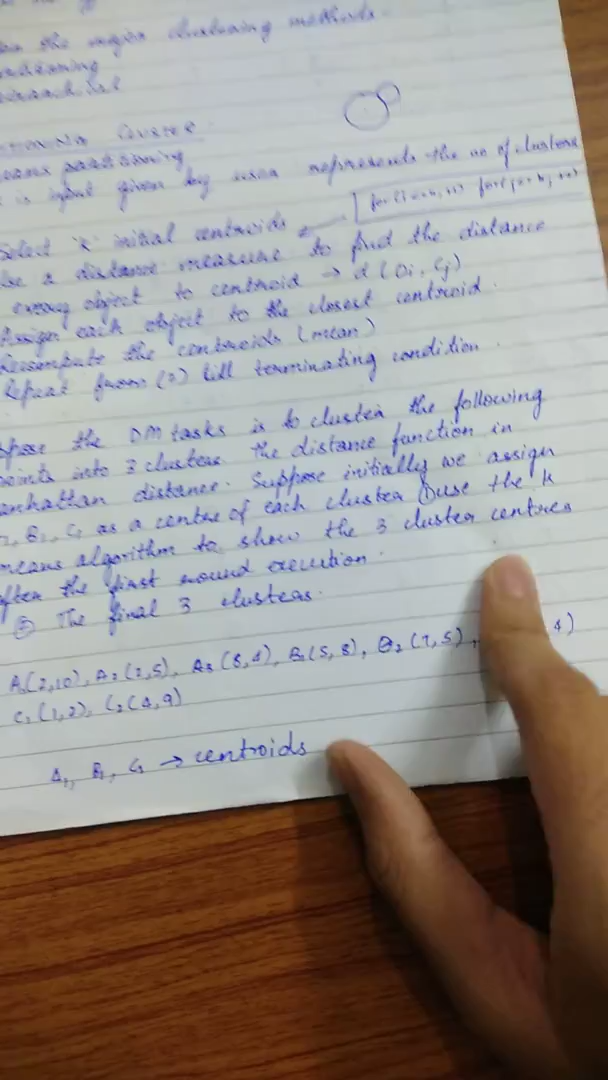 the major clustering methods.
Cluster
partitioning
is input given by user represents the no of clusters
Select 'k' initial centroids
a distance measure to find the distance
every object to centroid → d(Oi, Cj)
Assign each object to the closest centroid.
Recompute the centroids (mean)
Repeat from (2) till terminating condition.
the DM tasks is to cluster the following
points into 3 clusters the distance function in
distance. Suppose initially we assign
B1, C1 as a centre of each cluster use the K
means algorithm to show the 3 cluster centres
after the first round execution.
② The final 3 clusters.
A1(2,10), A2(2,5), A3(8,4), B1(5,8), B2(7,5), 4)
C1(1,2), C2(4,9)
A1, B1, C1 → centroids